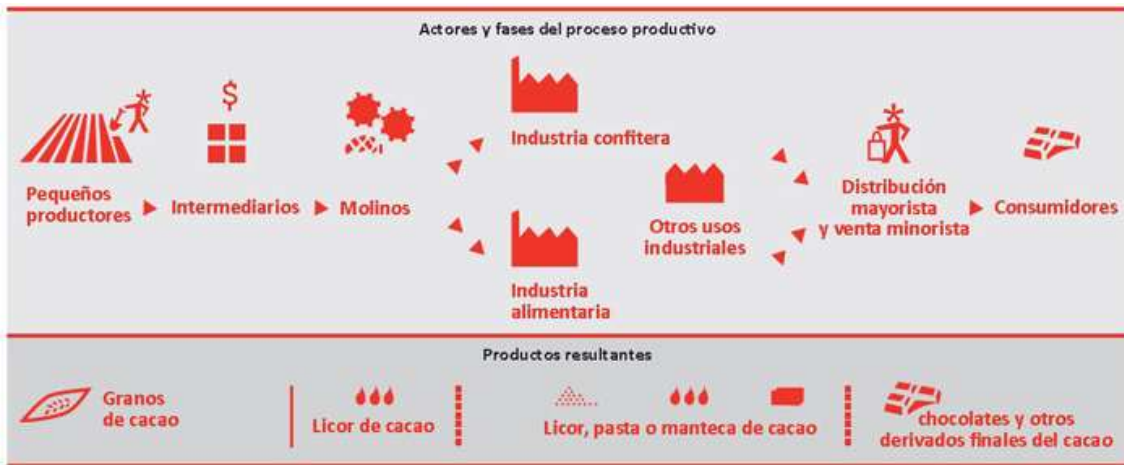 Actores y fases del proceso productivo
$
Pequeños
productores
Intermediarios
Molinos
Industria confitera
Industria
alimentaria
Otros usos
industriales
Distribución
mayorista
y venta minorista
Consumidores
Productos resultantes
Granos
de cacao
Licor de cacao
Licor, pasta o manteca de cacao
chocolates y otros
derivados finales del cacao